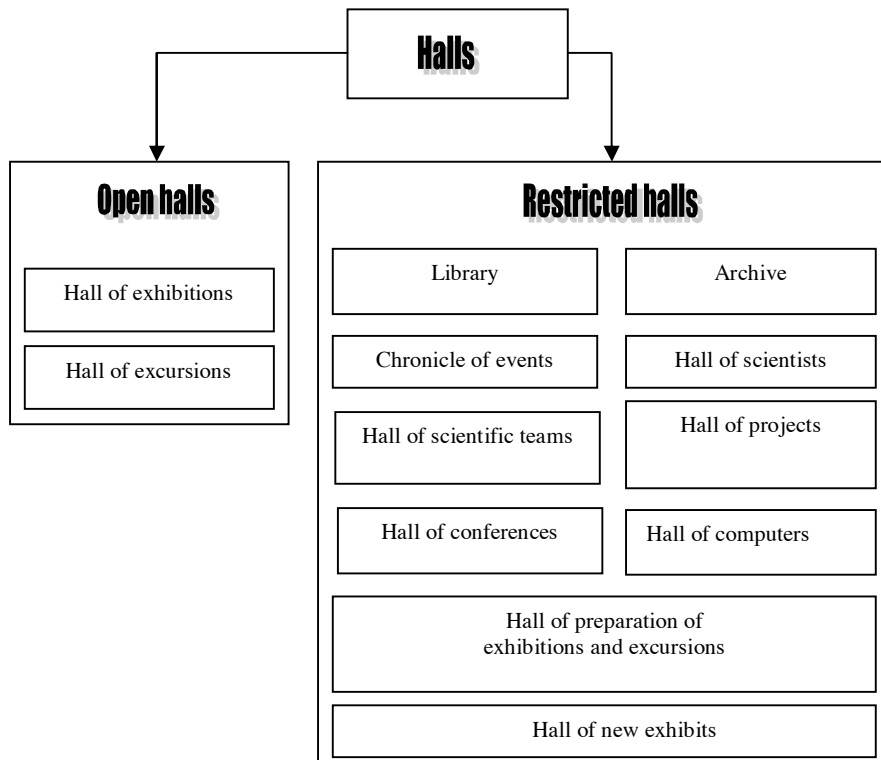 Halls
Open halls
Hall of exhibitions
Hall of excursions
Restricted halls
Library
Archive
Chronicle of events
Hall of scientists
Hall of scientific teams
Hall of projects
Hall of conferences
Hall of computers
Hall of preparation of
exhibitions and excursions
Hall of new exhibits